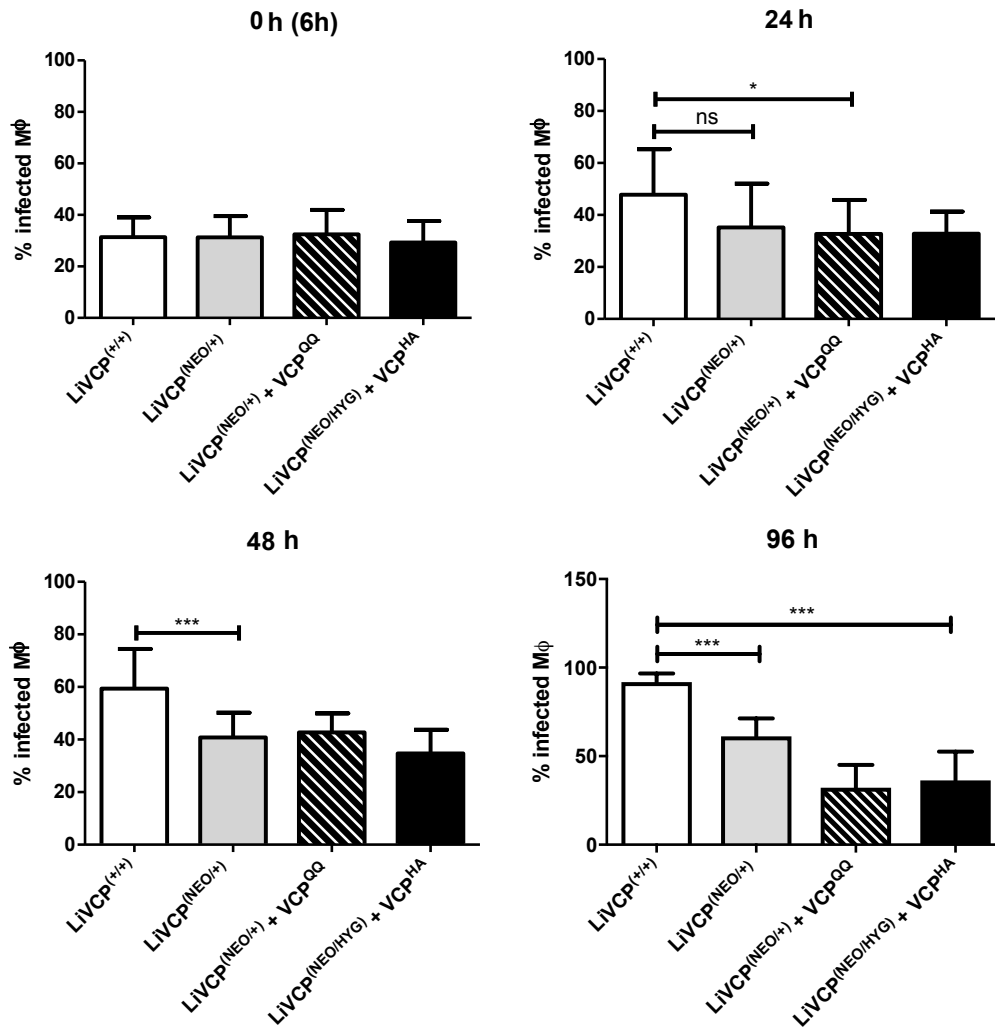 0 h (6h)
% infected MΦ
100
80
60
40
20
0
LiVCP(+/+)
LiVCP(NEO/+)
LiVCP(NEO/+) + VCPQQ
LiVCP(NEO/HYG) + VCPHA
24 h
% infected MΦ
100
80
60
40
20
0
*
ns
LiVCP(+/+)
LiVCP(NEO/+)
LiVCP(NEO/+) + VCPQQ
LiVCP(NEO/HYG) + VCPHA
48 h
% infected MΦ
100
80
60
40
20
0
***
LiVCP(+/+)
LiVCP(NEO/+)
LiVCP(NEO/+) + VCPQQ
LiVCP(NEO/HYG) + VCPHA
96 h
% infected Mϕ
150
100
50
0
***
***
LiVCP(+/+)
LiVCP(NEO/+)
LiVCP(NEO/+) + VCPQQ
LiVCP(NEO/HYG) + VCPHA